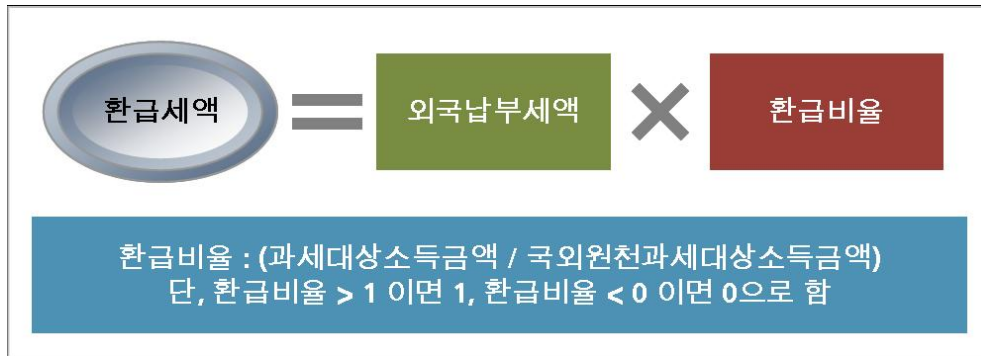 환급세액 = 외국납부세액 × 환급비율
환급비율 : (과세대상소득금액 / 국외원천과세대상소득금액)
단, 환급비율 > 1 이면 1, 환급비율 < 0 이면 0으로 함